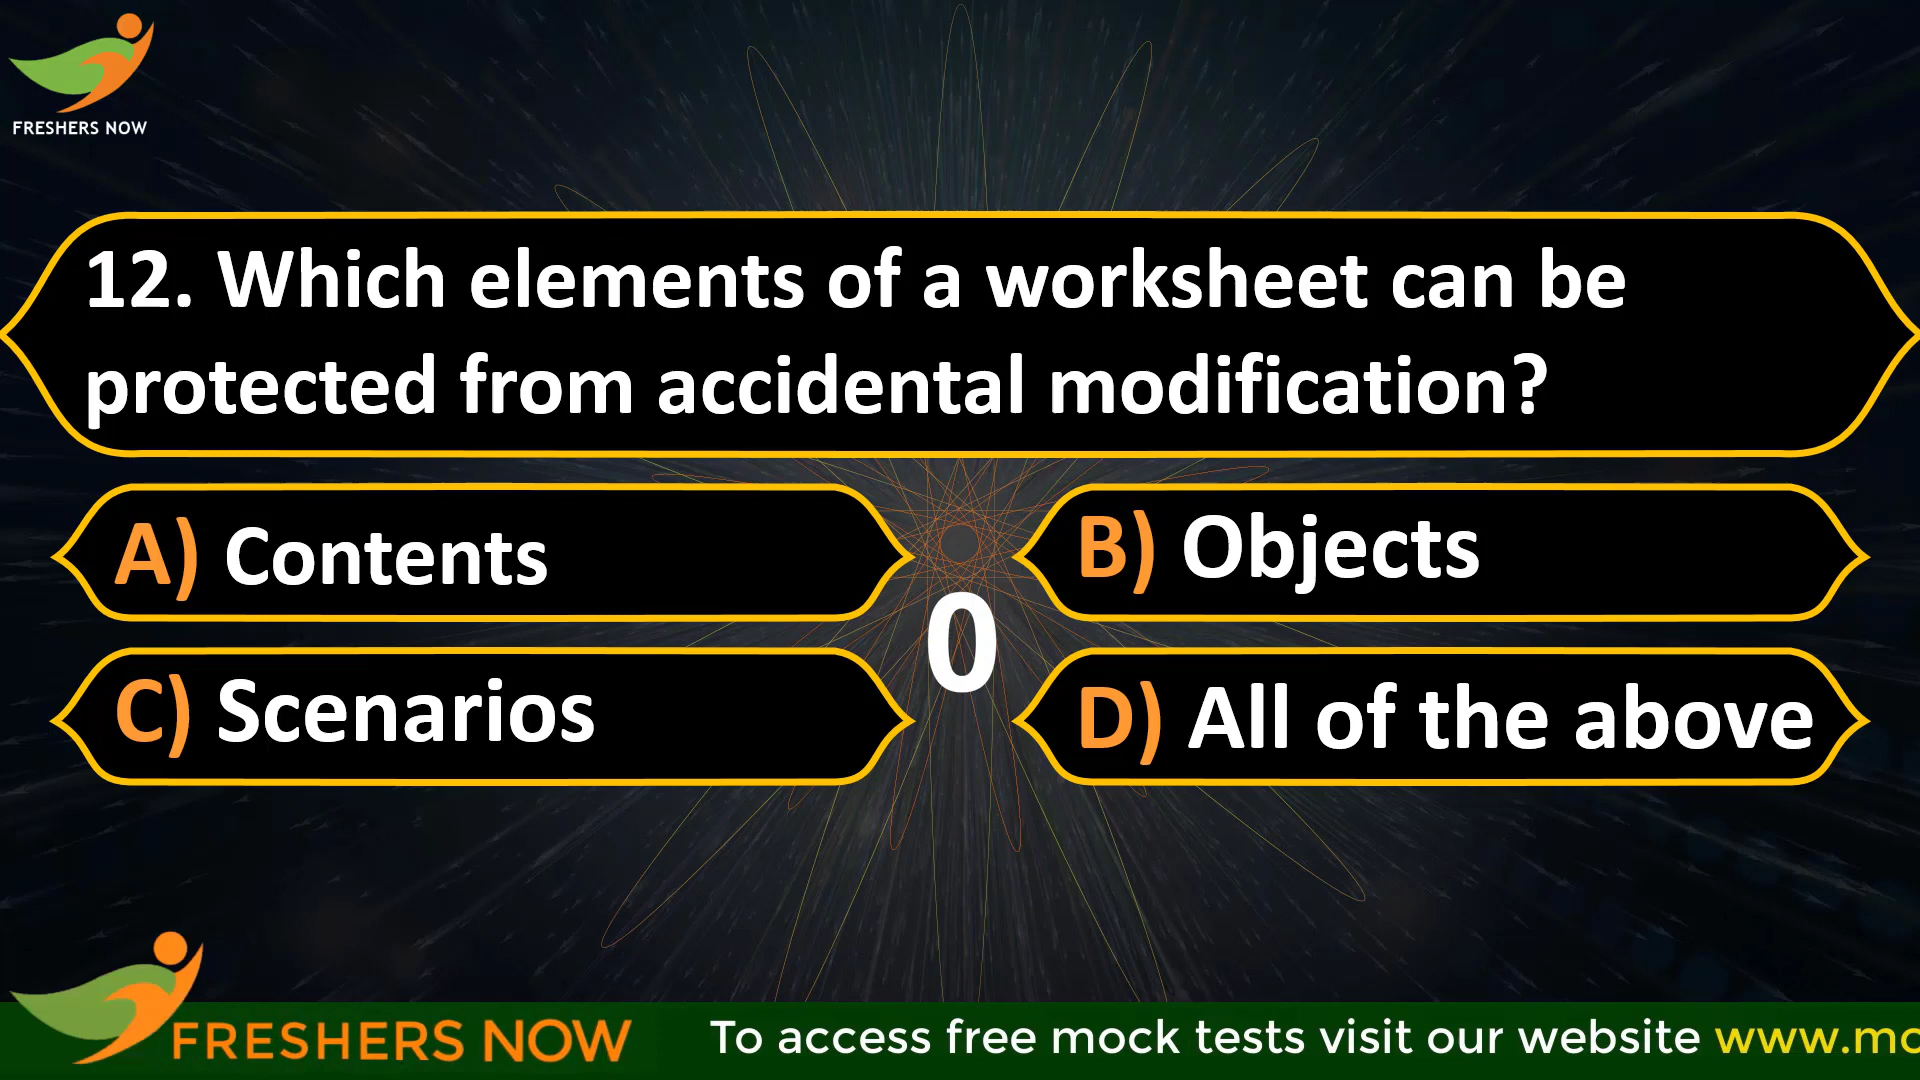 FRESHERS NOW
12. Which elements of a worksheet can be
protected from accidental modification?
A) Contents
B) Objects
0
C) Scenarios
D) All of the above
FRESHERS NOW
To access free mock tests visit our website www.mo